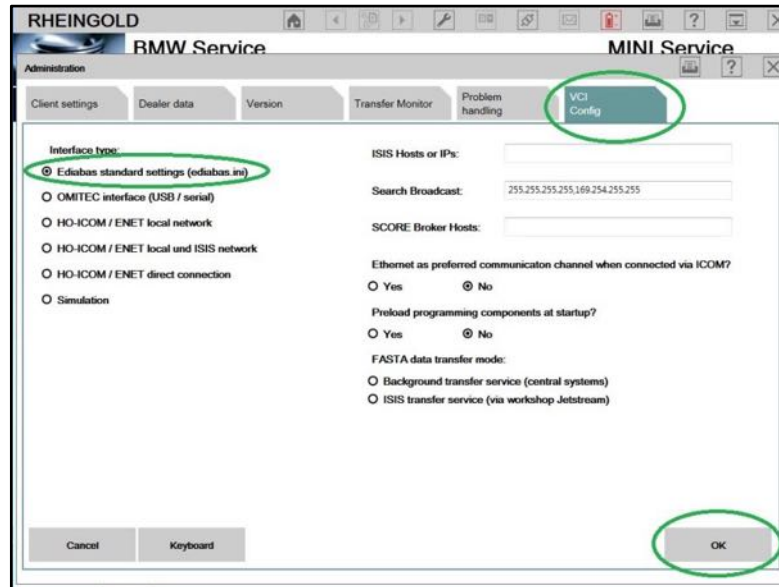 RHEINGOLD
?
BMW Service
MINI Service
Administration
?
Client settings
Dealer data
Version
Transfer Monitor
Problem
handling
VCI
Config
Interface type:
Ediabas standard settings (ediabas.ini)
OMITEC interface (USB / serial)
HO-ICOM / ENET local network
HO-ICOM / ENET local und ISIS network
HO-ICOM / ENET direct connection
Simulation
ISIS Hosts or IPs:
Search Broadcast:
255.255.255.255,169.254.255.255
SCORE Broker Hosts:
Ethernet as preferred communicaton channel when connected via ICOM?
Yes
No
Preload programming components at startup?
Yes
No
FASTA data transfer mode:
Background transfer service (central systems)
ISIS transfer service (via workshop Jetstream)
Cancel
Keyboard
OK